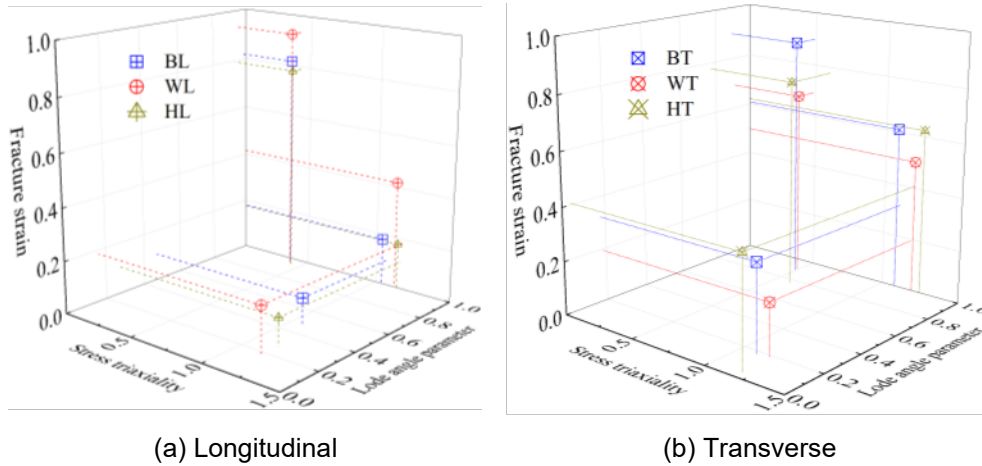 1.0
0.8
0.6
0.4
0.2
0.0
Fracture strain
BL
WL
HL
0.5
1.0
1.5
Stress triaxiality
0.0
0.2
0.4
0.6
0.8
1.0
Lode angle parameter
(a) Longitudinal
1.0
0.8
0.6
0.4
0.2
0.0
Fracture strain
BT
WT
HT
0.5
1.0
1.5
Stress triaxiality
0.0
0.2
0.4
0.6
0.8
1.0
Lode angle parameter
(b) Transverse